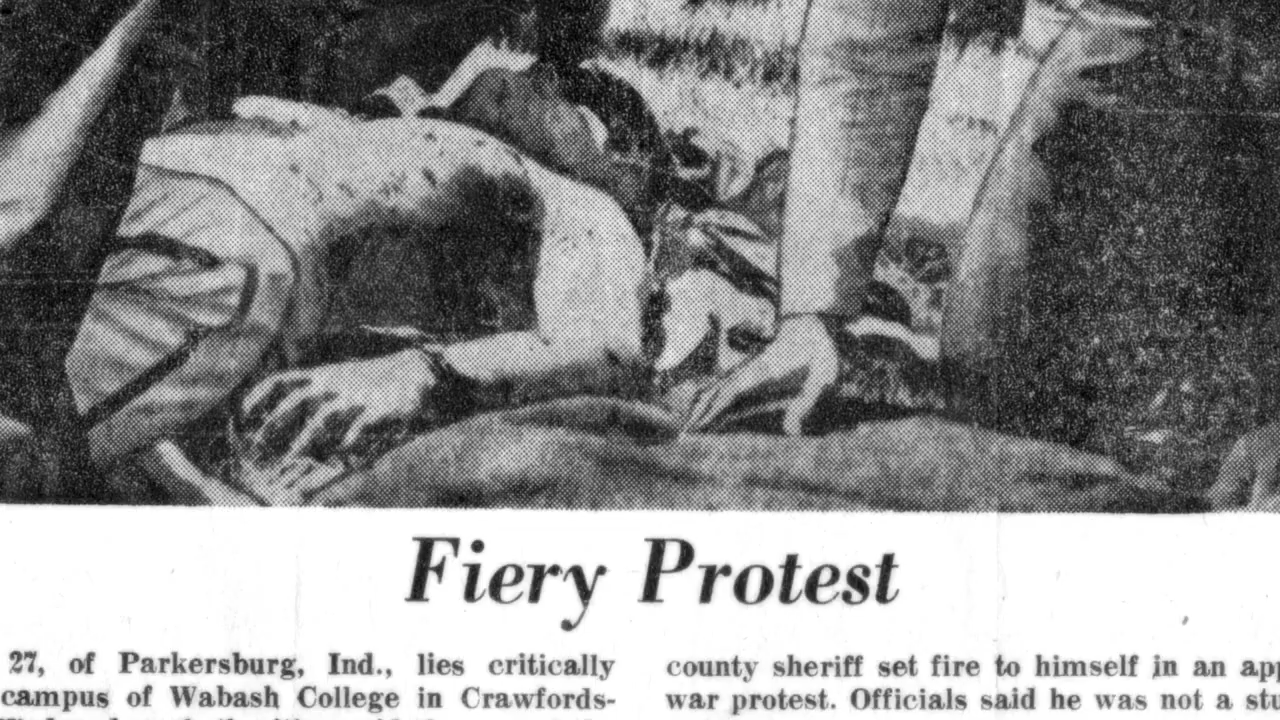 Fiery Protest
27, of Parkersburg, Ind., lies critically
campus of Wabash College in Crawfords-
county sheriff set fire to himself in an
war protest. Officials said he was not a